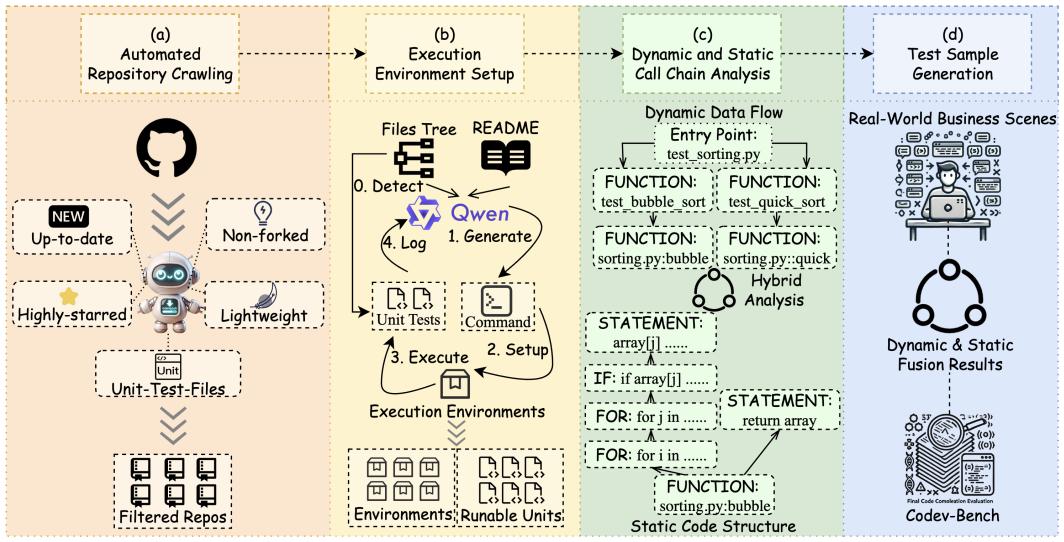 (a)
Automated
Repository Crawling
(b)
Execution
Environment Setup
(c)
Dynamic and Static
Call Chain Analysis
(d)
Test Sample
Generation
NEW
Up-to-date
Non-forked
Highly-starred
Lightweight
</> Unit
Unit-Test-Files
Filtered Repos
Files Tree
README
0. Detect
Qwen
4. Log
1. Generate
Unit Tests
Command
3. Execute
2. Setup
Execution Environments
Environments
Runable Units
Dynamic Data Flow
Entry Point:
test_sorting.py
FUNCTION:
test_bubble_sort
FUNCTION:
test_quick_sort
FUNCTION:
sorting.py:bubble
FUNCTION:
sorting.py::quick
Hybrid
Analysis
STATEMENT:
array[j] ......
IF: if array[j] ......
FOR: for j in ......
FOR: for i in ......
STATEMENT:
return array
FUNCTION:
sorting.py:bubble
Static Code Structure
Real-World Business Scenes
Dynamic & Static
Fusion Results
Codev-Bench